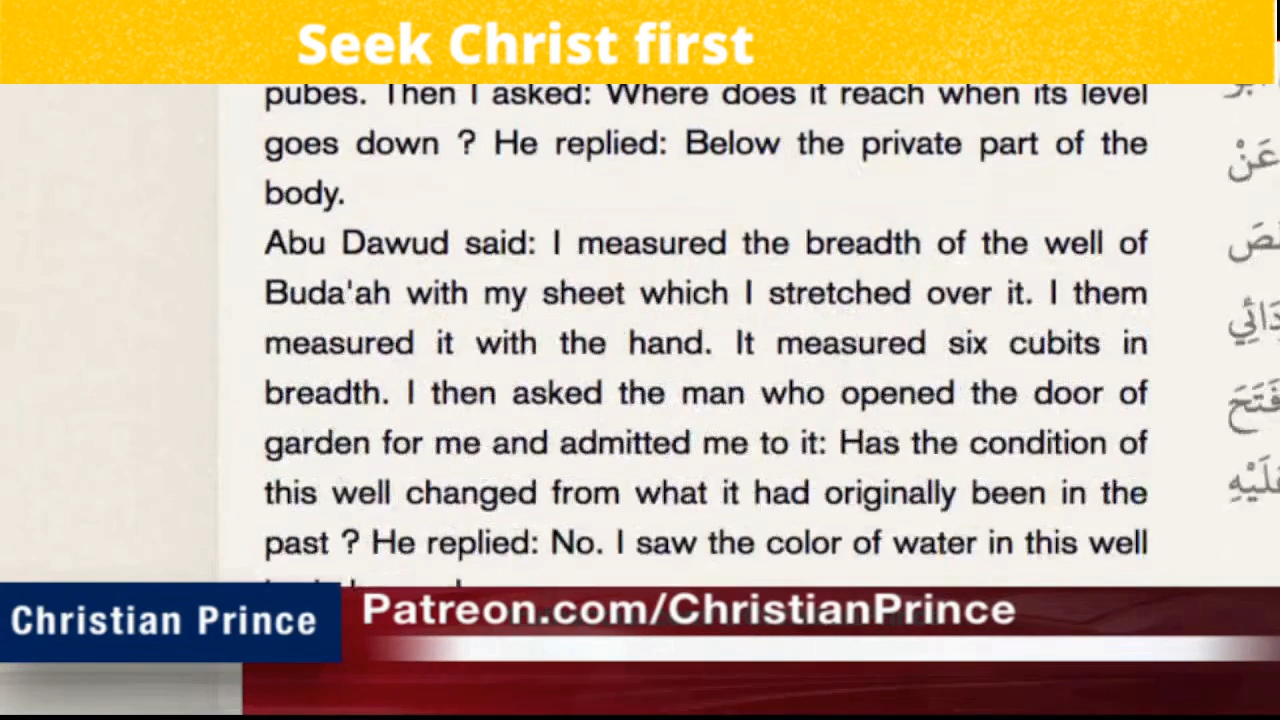 Seek Christ first
pubes. Then I asked: Where does it reach when its level
goes down ? He replied: Below the private part of the
body.
Abu Dawud said: I measured the breadth of the well of
Buda'ah with my sheet which I stretched over it. I them
measured it with the hand. It measured six cubits in
breadth. I then asked the man who opened the door of
garden for me and admitted me to it: Has the condition of
this well changed from what it had originally been in the
past ? He replied: No. I saw the color of water in this well
عَنْ
فَتَحَ
Christian Prince
Patreon.com/ChristianPrince